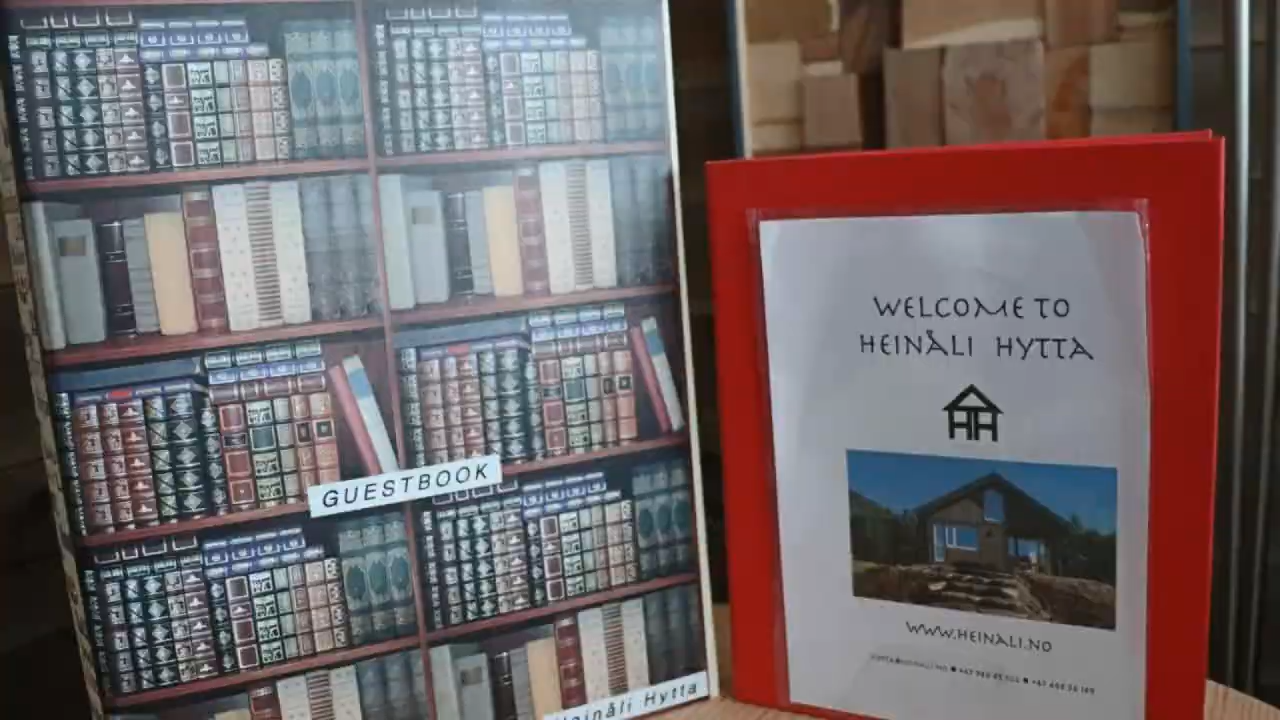 GUESTBOOK
Heinåli Hytta
WELCOME TO
HEINÅLI HYTTA
WWW.HEINALI.NO